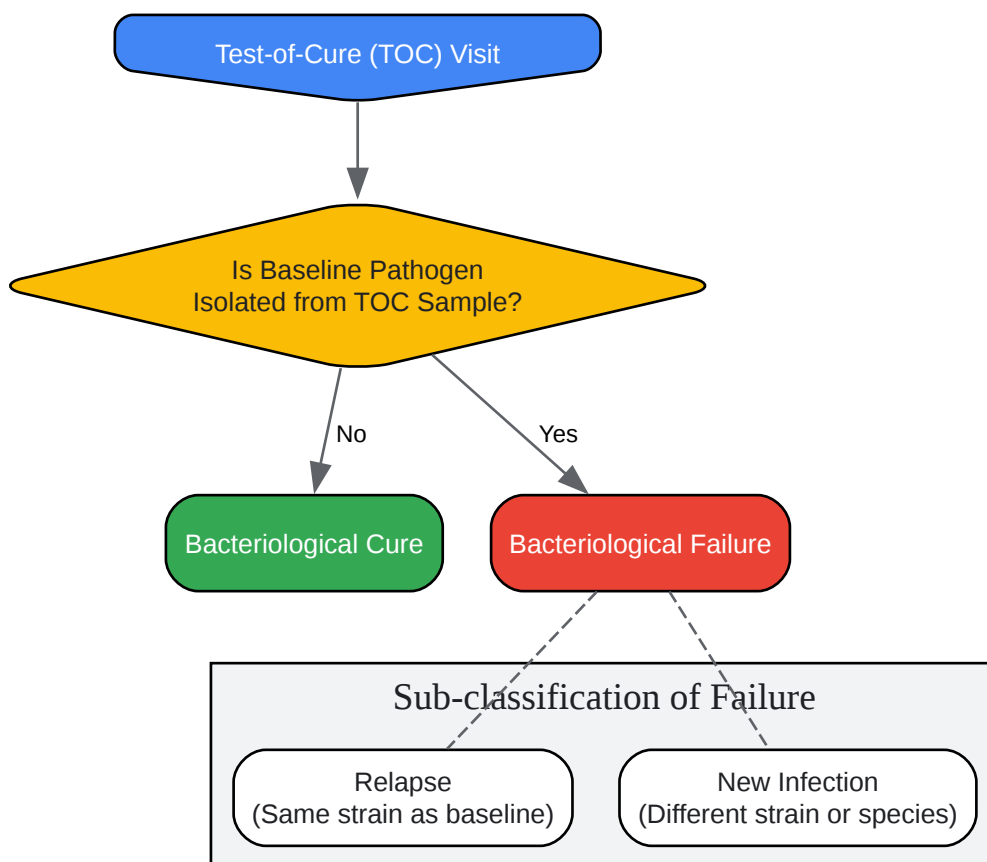 Test-of-Cure (TOC) Visit
Is Baseline Pathogen
Isolated from TOC Sample?
No
Yes
Bacteriological Cure
Bacteriological Failure
Sub-classification of Failure
Relapse
(Same strain as baseline)
New Infection
(Different strain or species)